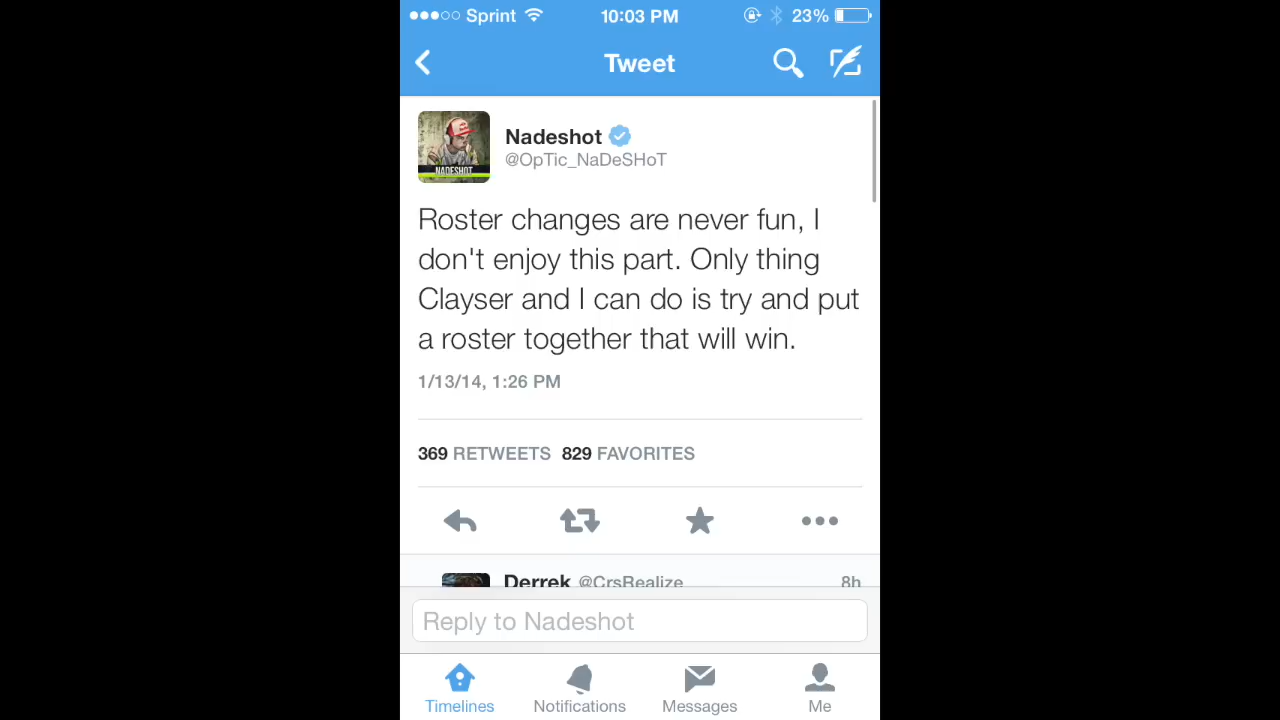 Sprint 10:03 PM 23%
Tweet
Nadeshot
@OpTic_NaDeSHoT
NADESHOT
Roster changes are never fun, I
don't enjoy this part. Only thing
Clayser and I can do is try and put
a roster together that will win.
1/13/14, 1:26 PM
369 RETWEETS 829 FAVORITES
Derrek @CrsRealize 8h
Reply to Nadeshot
Timelines Notifications Messages Me